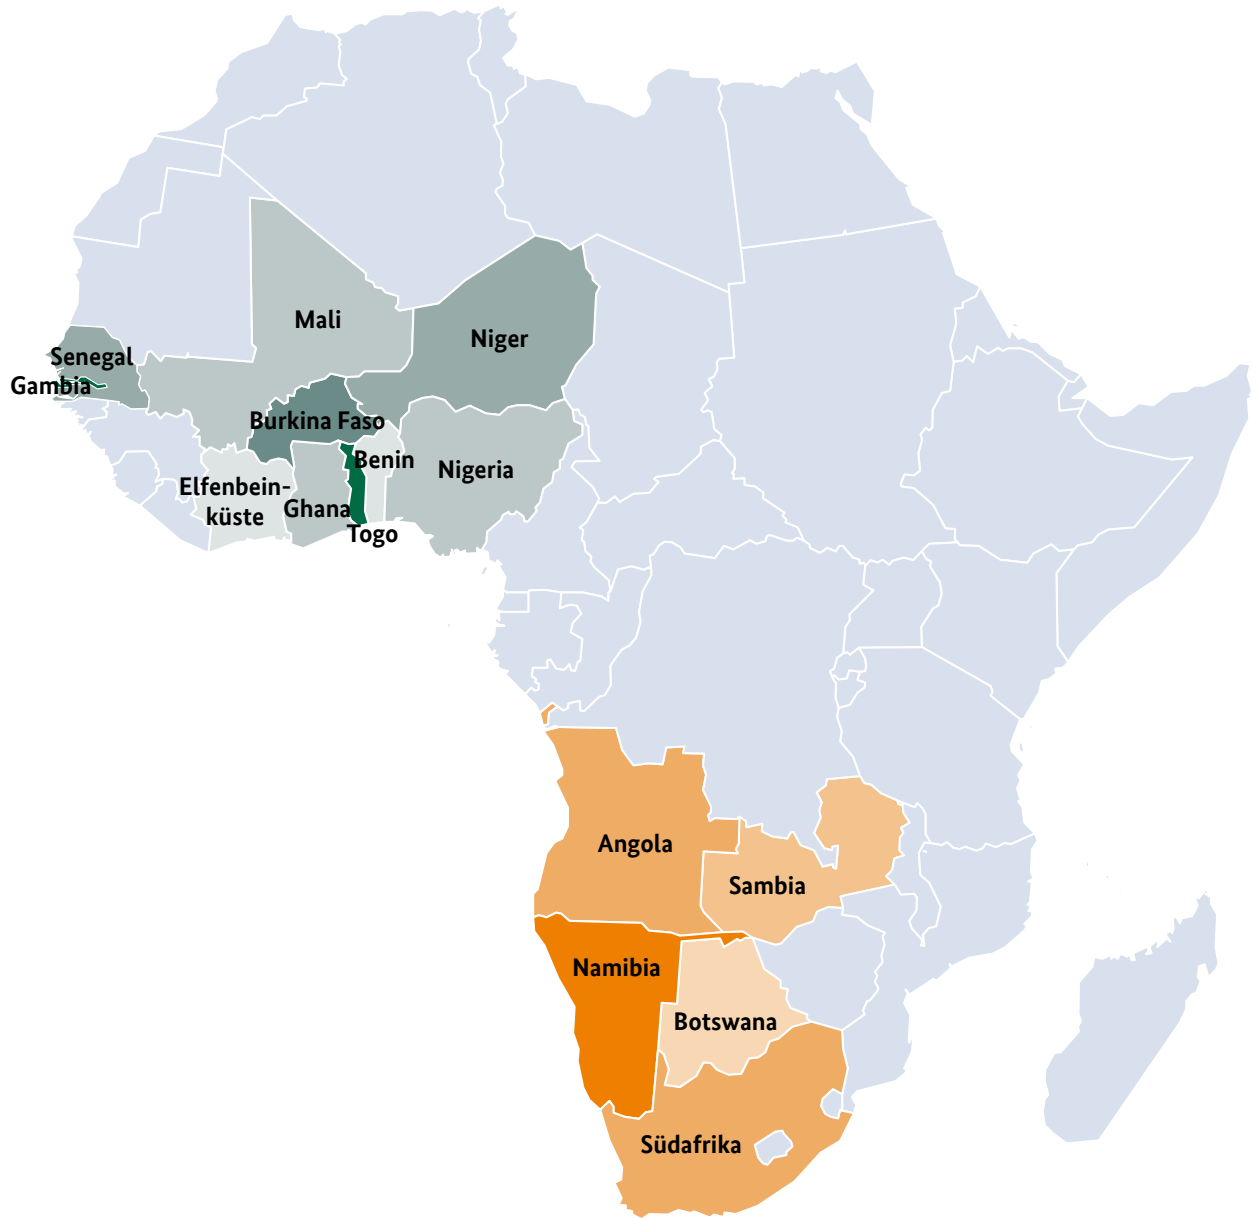 Mali
Niger
Senegal
Gambia
Burkina Faso
Benin
Nigeria
Elfenbein-
küste
Ghana
Togo
Angola
Sambia
Namibia
Botswana
Südafrika